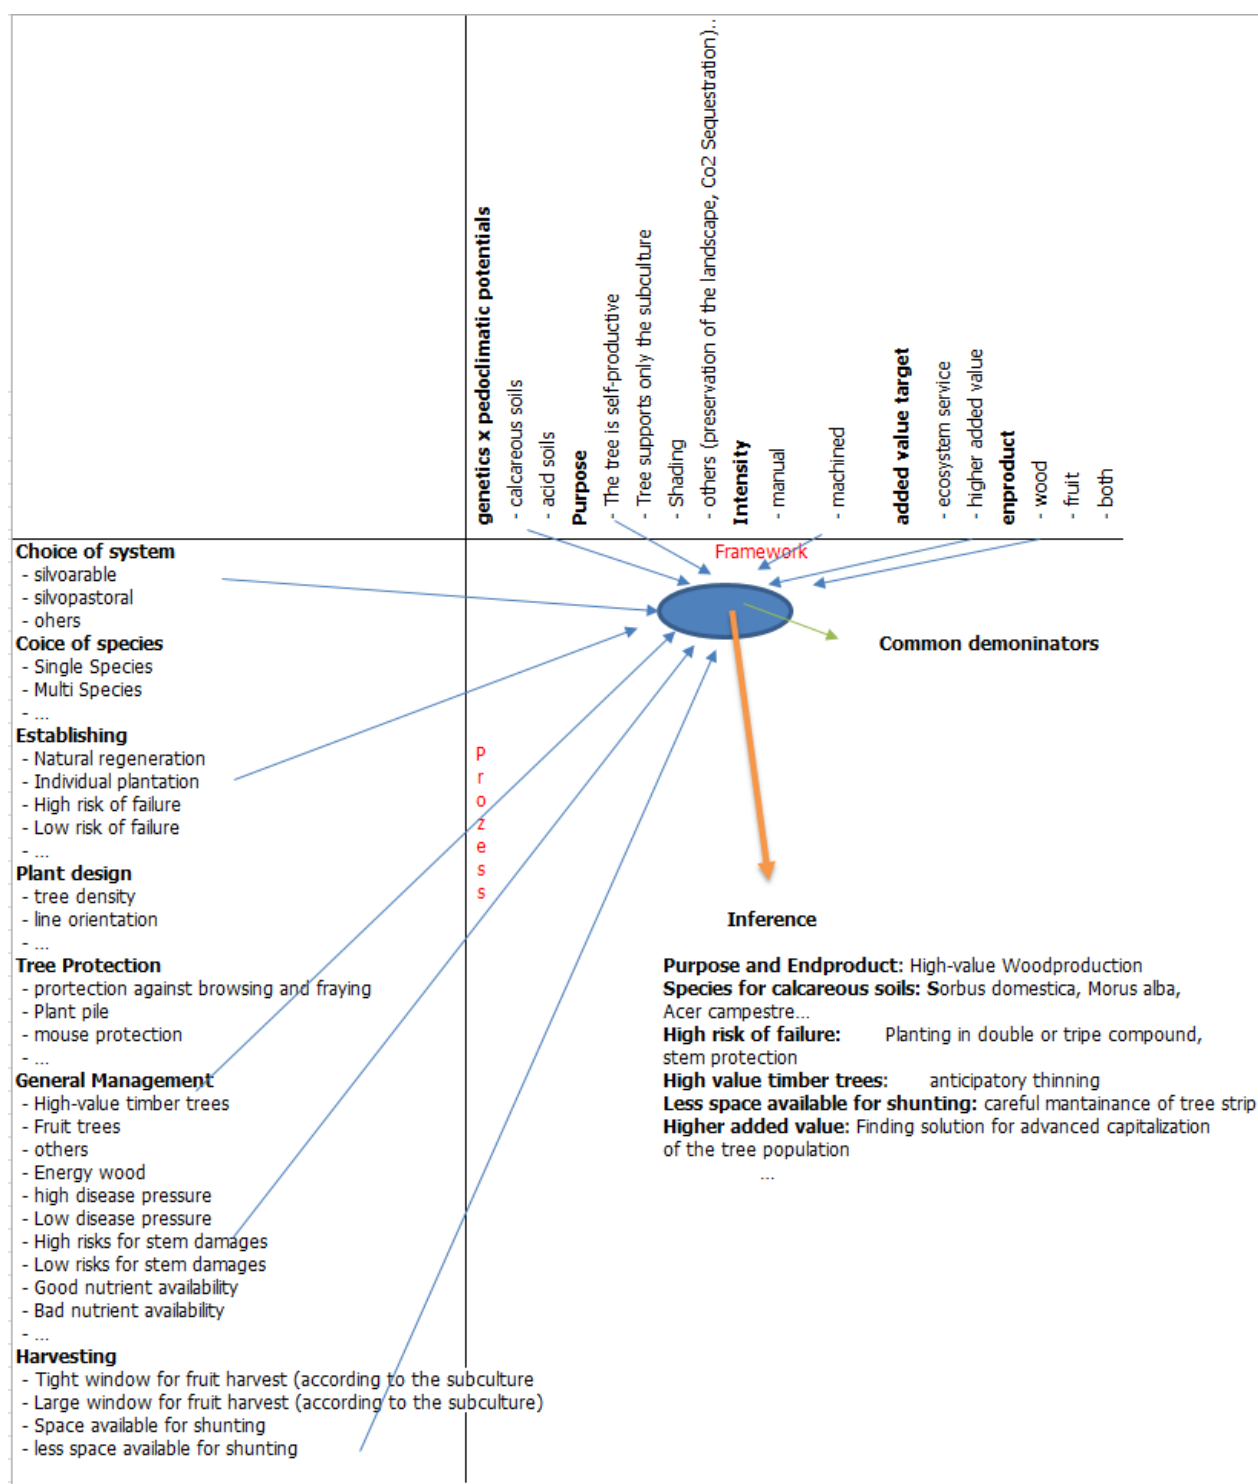 genetics x pedoclimatic potentials
- calcareous soils
- acid soils
Purpose
- The tree is self-productive
- Tree supports only the subculture
- Shading
- others (preservation of the landscape, Co2 Sequestration)..
Intensity
- manual
- machined
added value target
- ecosystem service
- higher added value
enproduct
- wood
- fruit
- both
Framework
Choice of system
- silvoarable
- silvopastoral
- ohers
Coice of species
- Single Species
- Multi Species
- ...
Establishing
- Natural regeneration
- Individual plantation
- High risk of failure
- Low risk of failure
- ...
Plant design
- tree density
- line orientation
- ...
Tree Protection
- prortection against browsing and fraying
- Plant pile
- mouse protection
- ...
General Management
- High-value timber trees
- Fruit trees
- others
- Energy wood
- high disease pressure
- Low disease pressure
- High risks for stem damages
- Low risks for stem damages
- Good nutrient availability
- Bad nutrient availability
- ...
Harvesting
- Tight window for fruit harvest (according to the subculture
- Large window for fruit harvest (according to the subculture)
- Space available for shunting
- less space available for shunting
Prozess
Common demoninators
Inference
Purpose and Endproduct: High-value Woodproduction
Species for calcareous soils: Sorbus domestica, Morus alba,
Acer campestre...
High risk of failure: Planting in double or tripe compound,
stem protection
High value timber trees: anticipatory thinning
Less space available for shunting: careful mantainance of tree strip
Higher added value: Finding solution for advanced capitalization
of the tree population
...